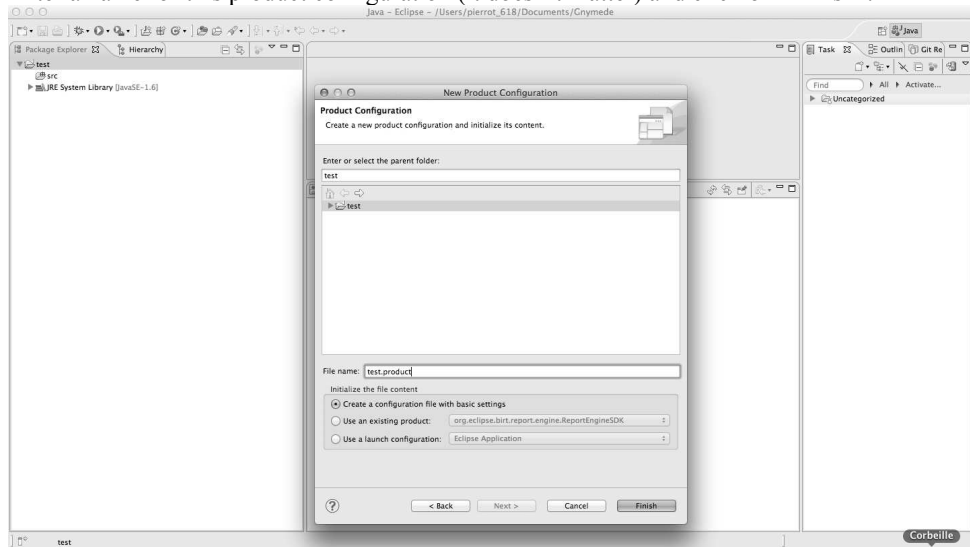 Java - Eclipse - /Users/pierrot_618/Documents/Gnymede
Java
Package Explorer
Hierarchy
Task
Outlin
Git Re
test
src
JRE System Library [JavaSE-1.6]
Find
All
Activate...
Uncategorized
New Product Configuration
Product Configuration
Create a new product configuration and initialize its content.
Enter or select the parent folder:
test
test
File name: test.product
Initialize the file content
Create a configuration file with basic settings
Use an existing product: org.eclipse.birt.report.engine.ReportEngineSDK
Use a launch configuration: Eclipse Application
? < Back Next > Cancel Finish
test
Corbeille